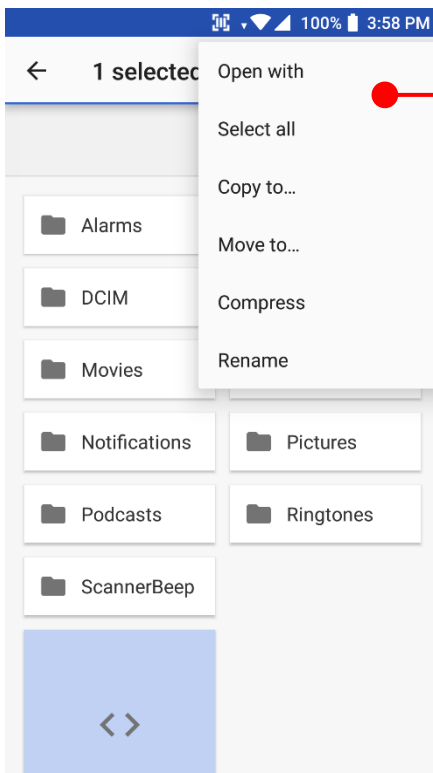 100% 3:58 PM
1 selected
Open with
Select all
Copy to…
Move to…
Compress
Rename
Alarms
DCIM
Movies
Notifications
Pictures
Podcasts
Ringtones
ScannerBeep